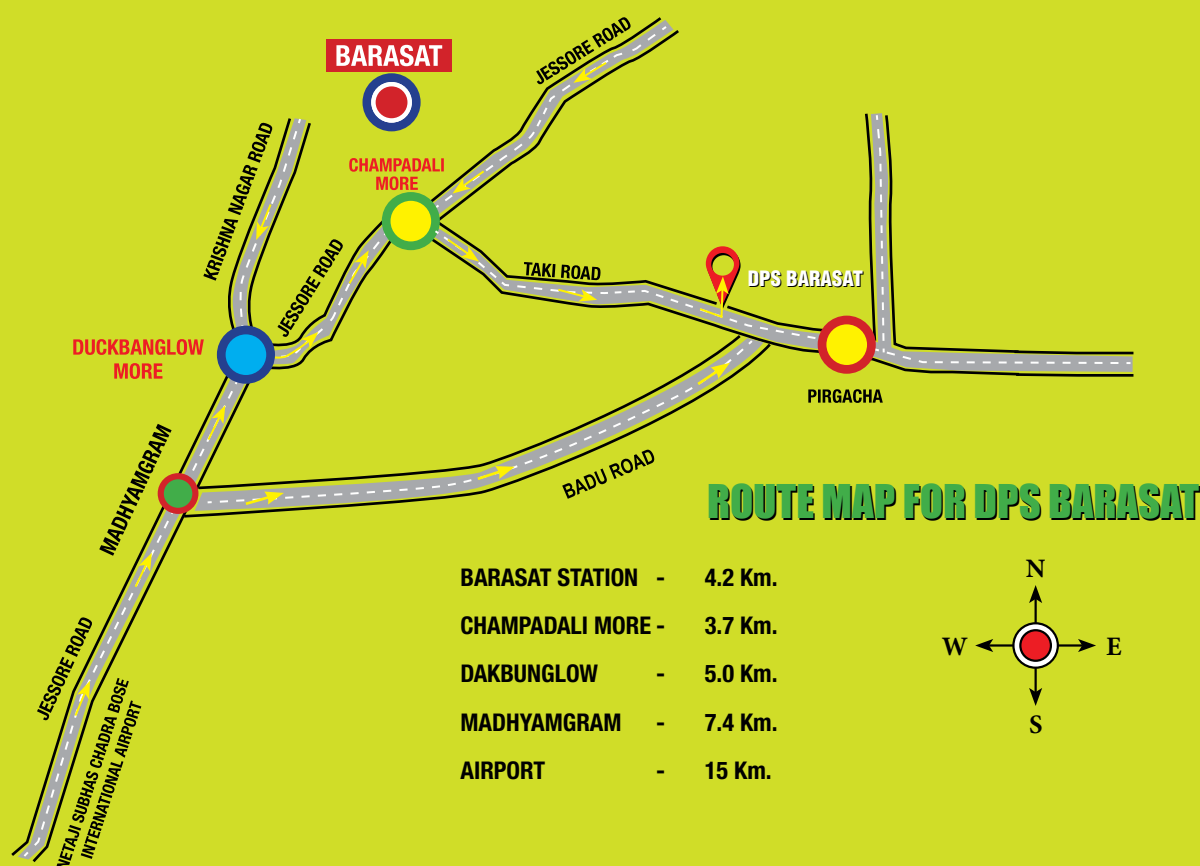 BARASAT
JESSORE ROAD
KRISHNA NAGAR ROAD
CHAMPADALI
MORE
JESSORE ROAD
TAKI ROAD
DPS BARASAT
DUCKBANGLOW
MORE
PIRGACHA
MADHYAMGRAM
BADU ROAD
ROUTE MAP FOR DPS BARASAT
JESSORE ROAD
NETAJI SUBHAS CHADRA BOSE
INTERNATIONAL AIRPORT
BARASAT STATION - 4.2 Km.
CHAMPADALI MORE - 3.7 Km.
DAKBUNGLOW - 5.0 Km.
MADHYAMGRAM - 7.4 Km.
AIRPORT - 15 Km.
N
W E
S